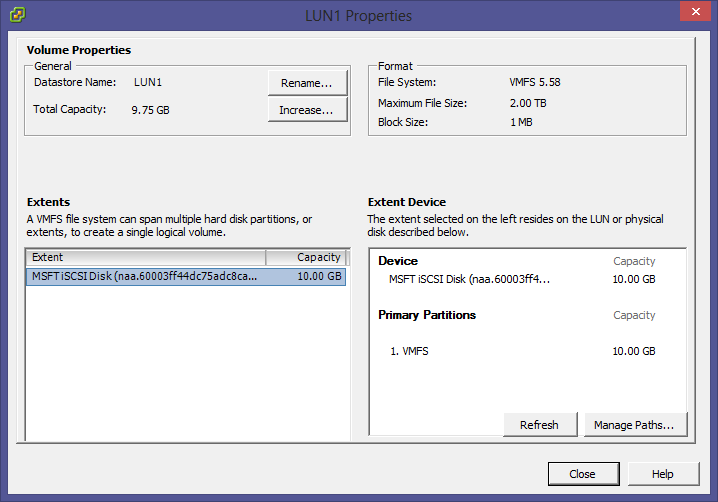 LUN1 Properties
Volume Properties
General
Datastore Name: LUN1
Rename...
Total Capacity: 9.75 GB
Increase...
Format
File System: VMFS 5.58
Maximum File Size: 2.00 TB
Block Size: 1 MB
Extents
A VMFS file system can span multiple hard disk partitions, or
extents, to create a single logical volume.
Extent Capacity
MSFT iSCSI Disk (naa.60003ff44dc75adc8ca... 10.00 GB
Extent Device
The extent selected on the left resides on the LUN or physical
disk described below.
Device Capacity
MSFT iSCSI Disk (naa.60003ff4... 10.00 GB
Primary Partitions Capacity
1. VMFS 10.00 GB
Refresh
Manage Paths...
Close
Help